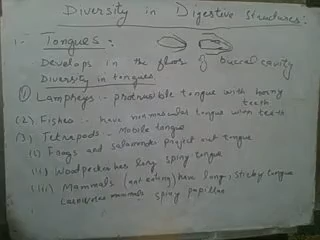 Diversity in Digestive Structures:
1:- Tongues:
Develops in the floor of buccal cavity
Diversity in tongues
(1) Lampreys:- protrusible tongue with horny
teeth
(2) Fishes - have non muscular tongue with teeth
(3) Tetrapods - Mobile tongue
(i) Frogs and salamander project out tongue
(ii) Woodpecker has long spiny tongue
(iii) Mammals (ant eating) have long, sticky tongue
Carnivores mammals spiny papillae